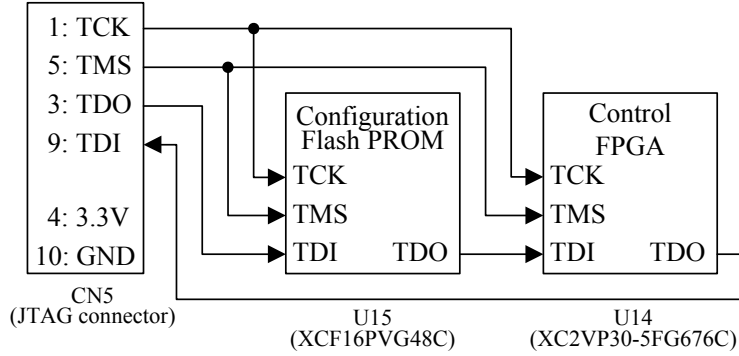 1: TCK
5: TMS
3: TDO
9: TDI
4: 3.3V
10: GND
CN5
(JTAG connector)
Configuration
Flash PROM
TCK
TMS
TDI TDO
U15
(XCF16PVG48C)
Control
FPGA
TCK
TMS
TDI TDO
U14
(XC2VP30-5FG676C)